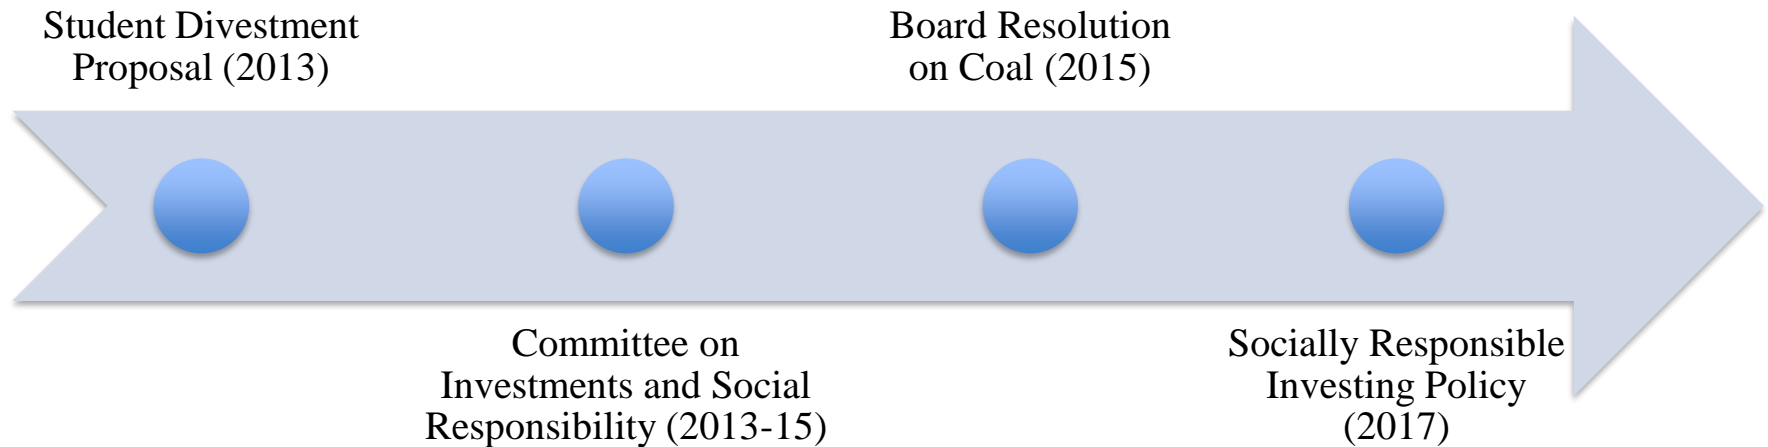 Student Divestment
Proposal (2013)
Board Resolution
on Coal (2015)
Committee on
Investments and Social
Responsibility (2013-15)
Socially Responsible
Investing Policy
(2017)